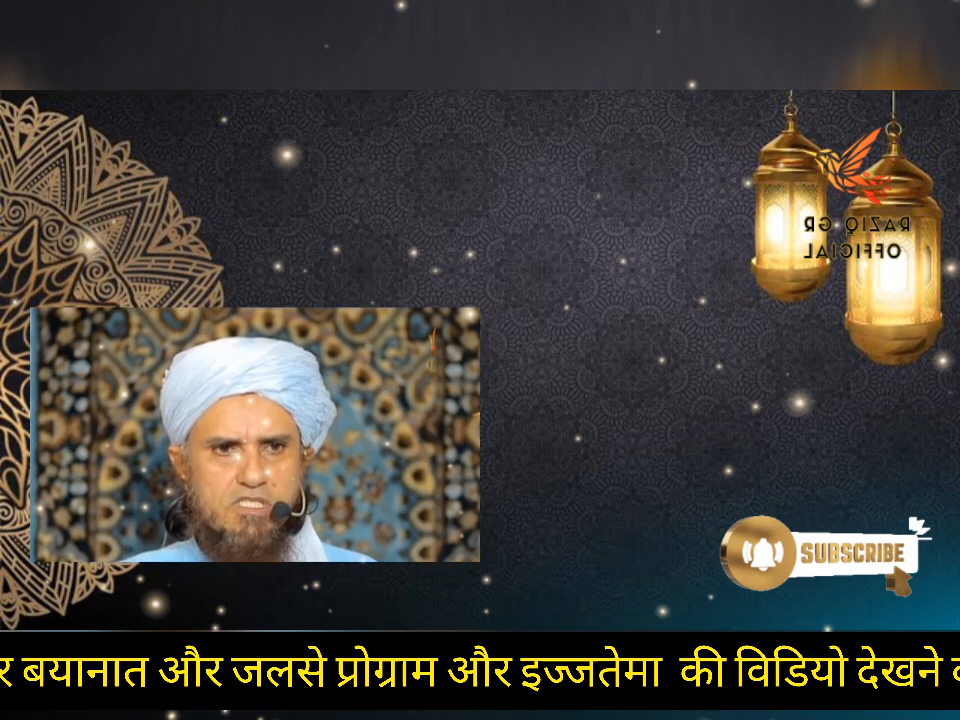 RAZIQ GR
OFFICIAL
SUBSCRIBE
र बयानात और जलसे प्रोग्राम और इज्जतेमा की विडियो देखने